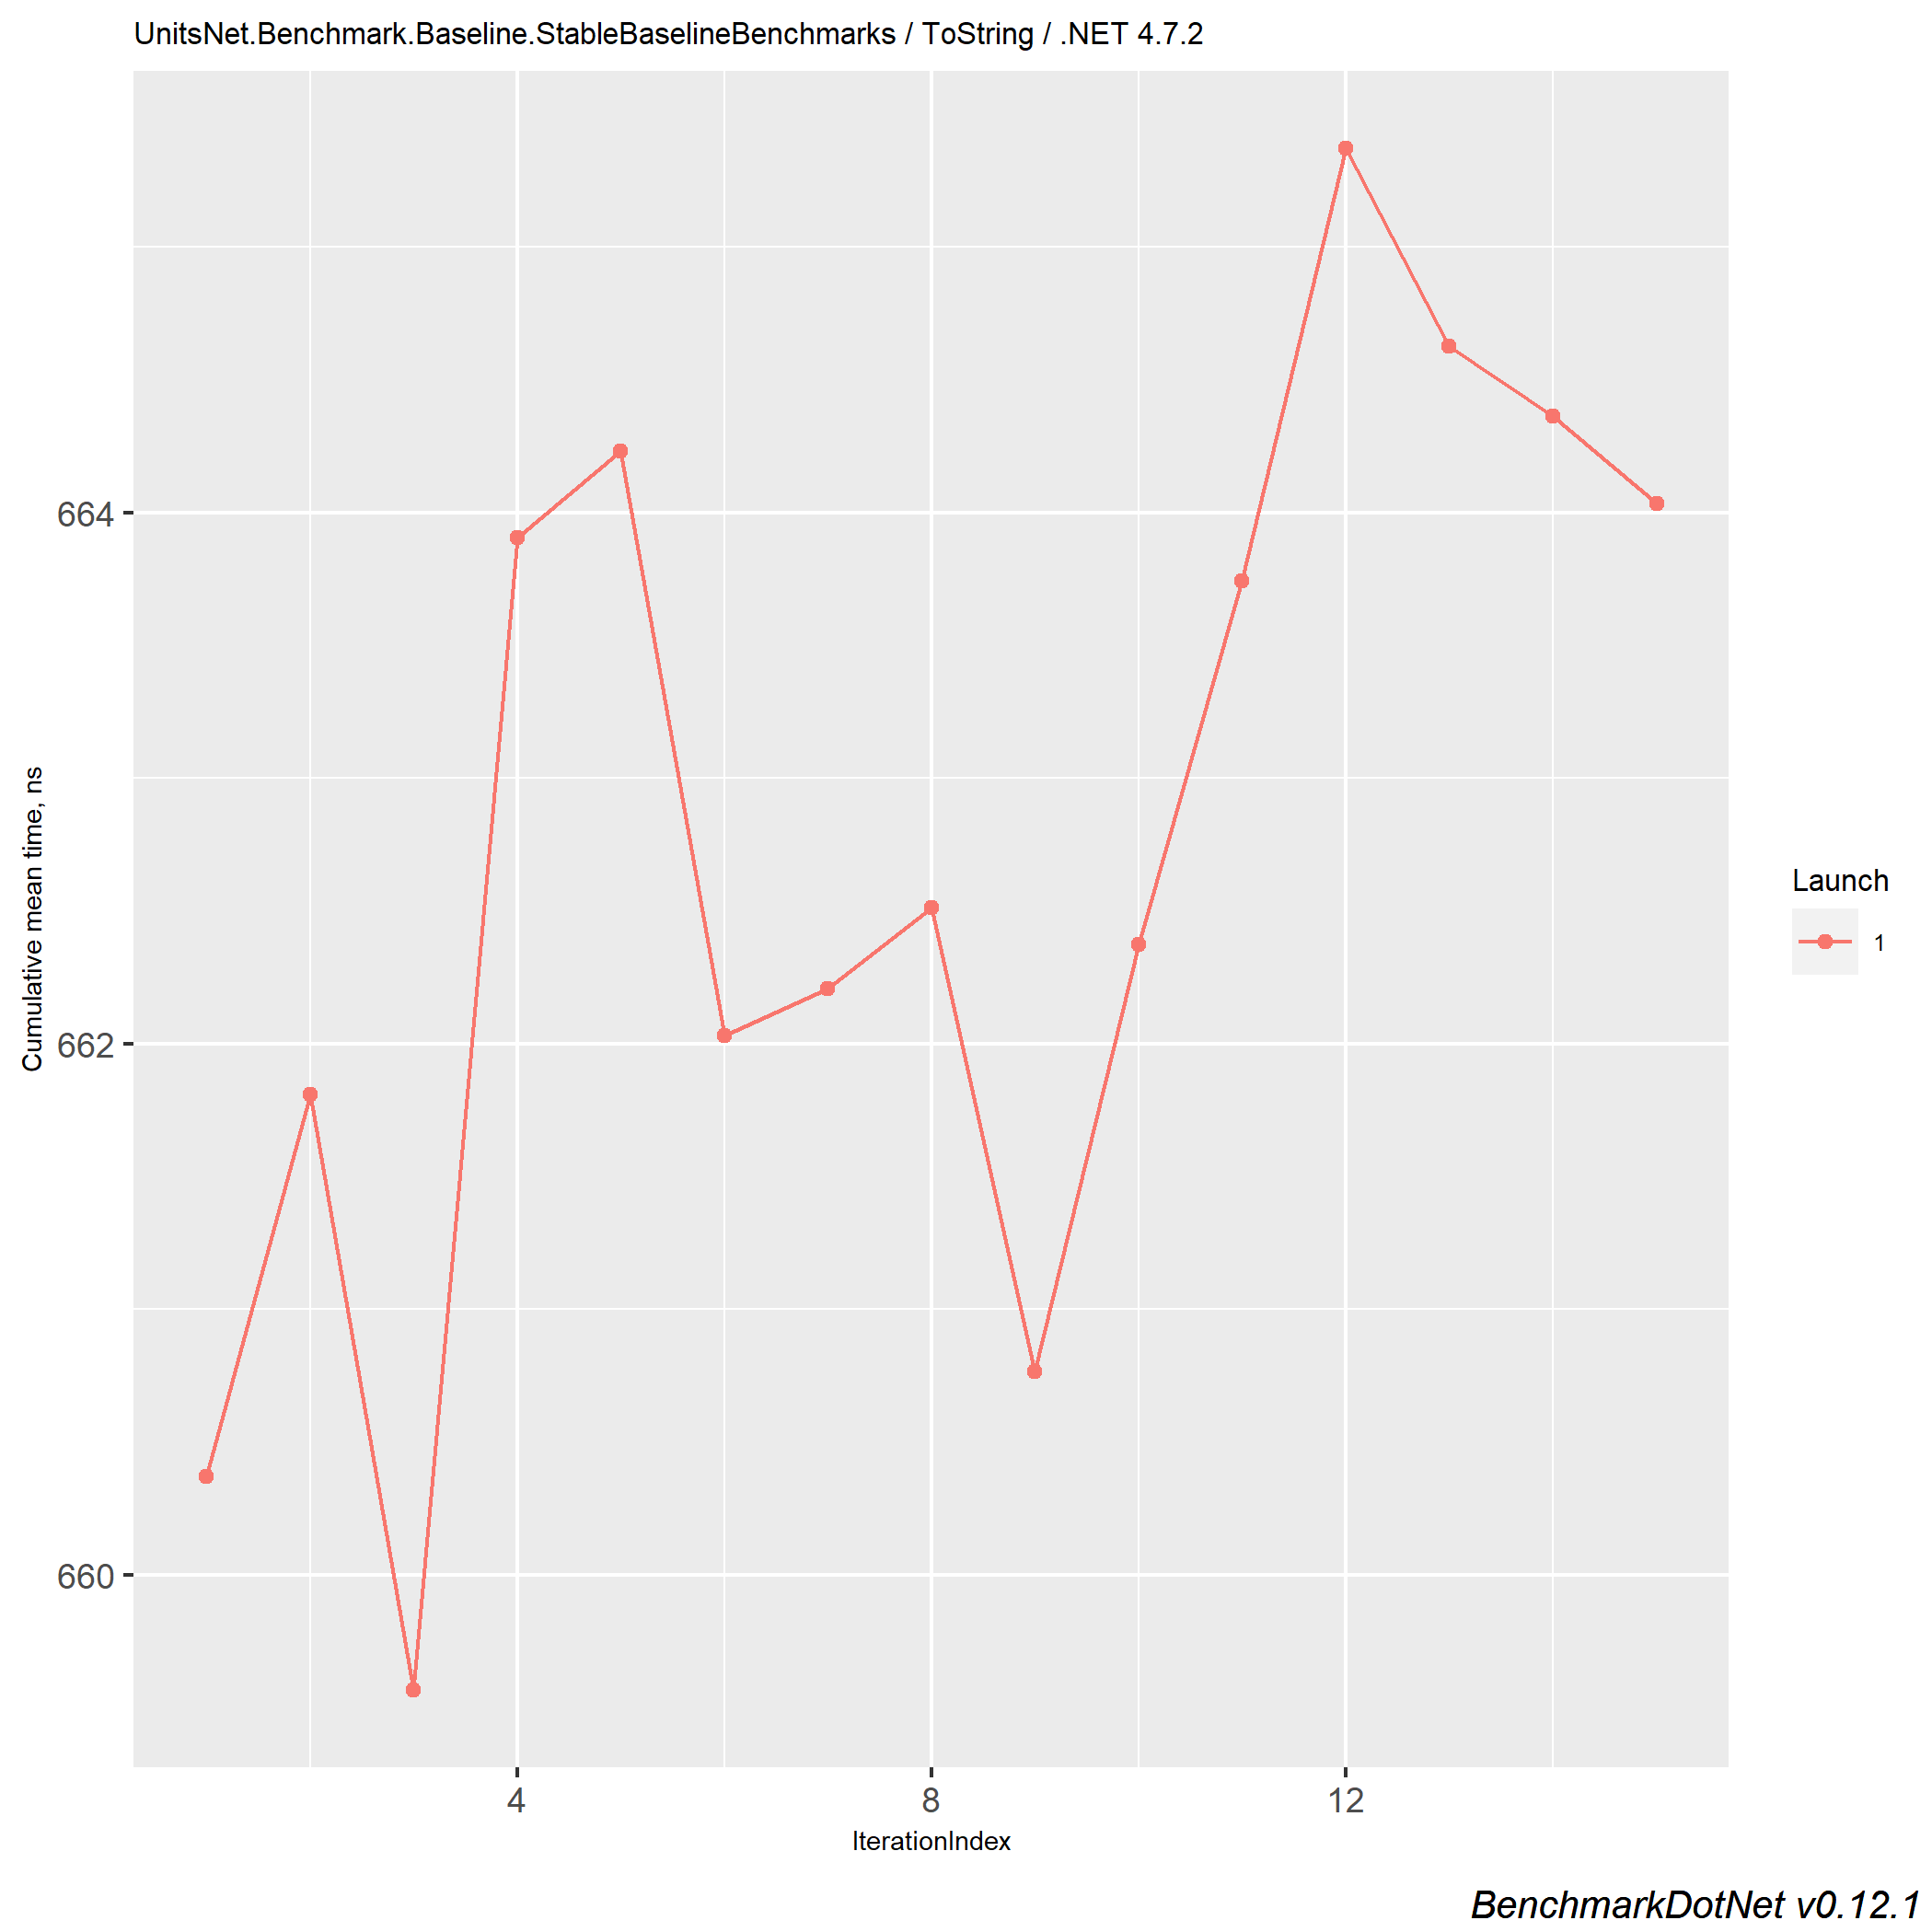 UnitsNet.Benchmark.Baseline.StableBaselineBenchmarks / ToString / .NET 4.7.2
Cumulative mean time, ns
664
662
660
4
8
12
IterationIndex
Launch
1
BenchmarkDotNet v0.12.1